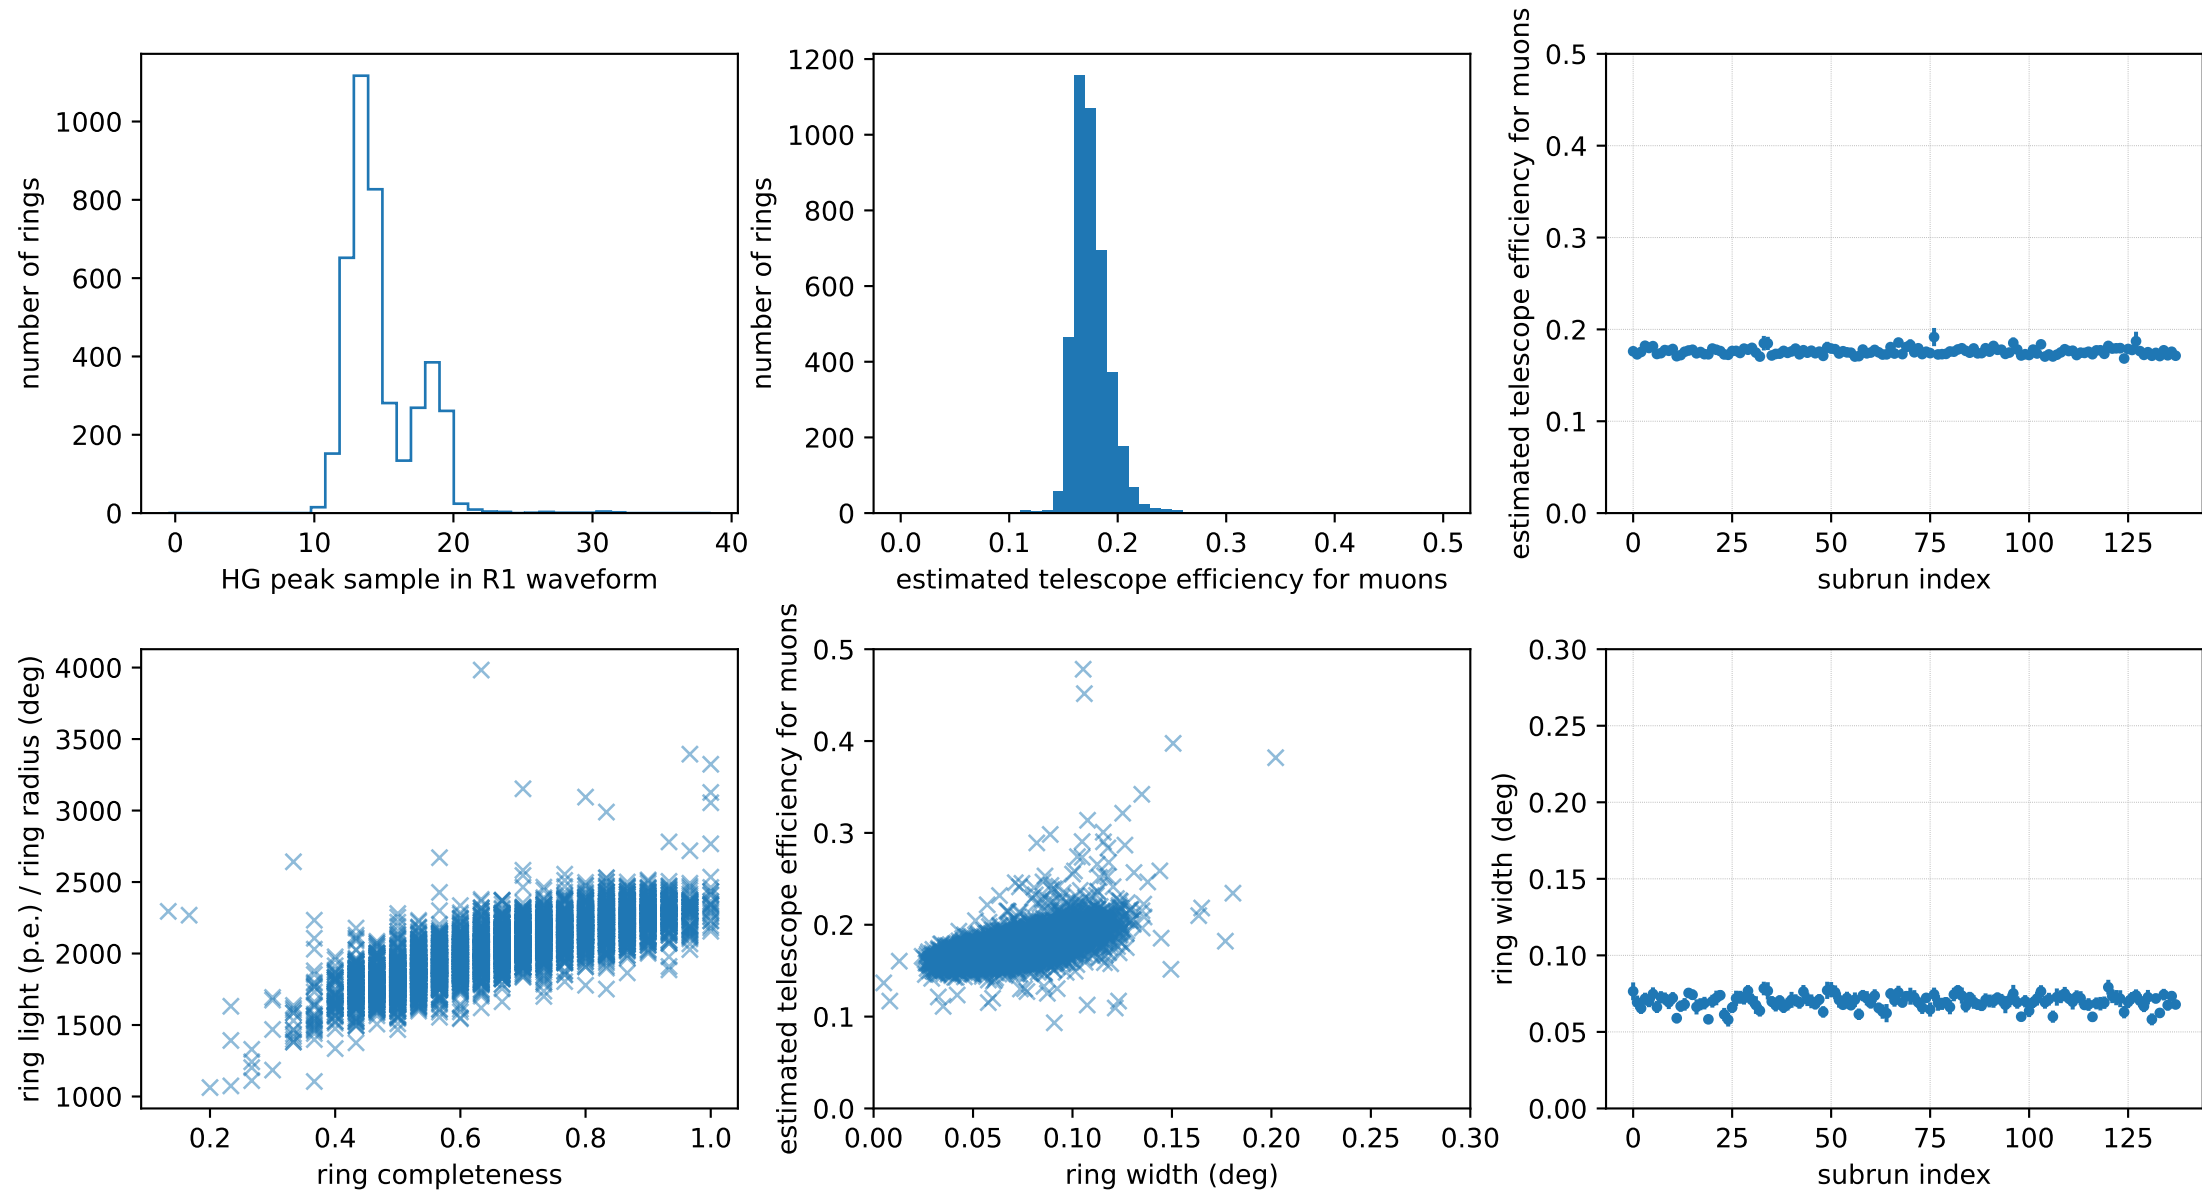 number of rings
1000
800
600
400
200
0
0 10 20 30 40
HG peak sample in R1 waveform
number of rings
1200
1000
800
600
400
200
0
0.0 0.1 0.2 0.3 0.4 0.5
estimated telescope efficiency for muons
estimated telescope efficiency for muons
0.5
0.4
0.3
0.2
0.1
0.0
0 25 50 75 100 125
subrun index
ring light (p.e.) / ring radius (deg)
4000
3500
3000
2500
2000
1500
1000
0.2 0.4 0.6 0.8 1.0
ring completeness
estimated telescope efficiency for muons
0.5
0.4
0.3
0.2
0.1
0.0
0.00 0.05 0.10 0.15 0.20 0.25 0.30
ring width (deg)
ring width (deg)
0.30
0.25
0.20
0.15
0.10
0.05
0.00
0 25 50 75 100 125
subrun index